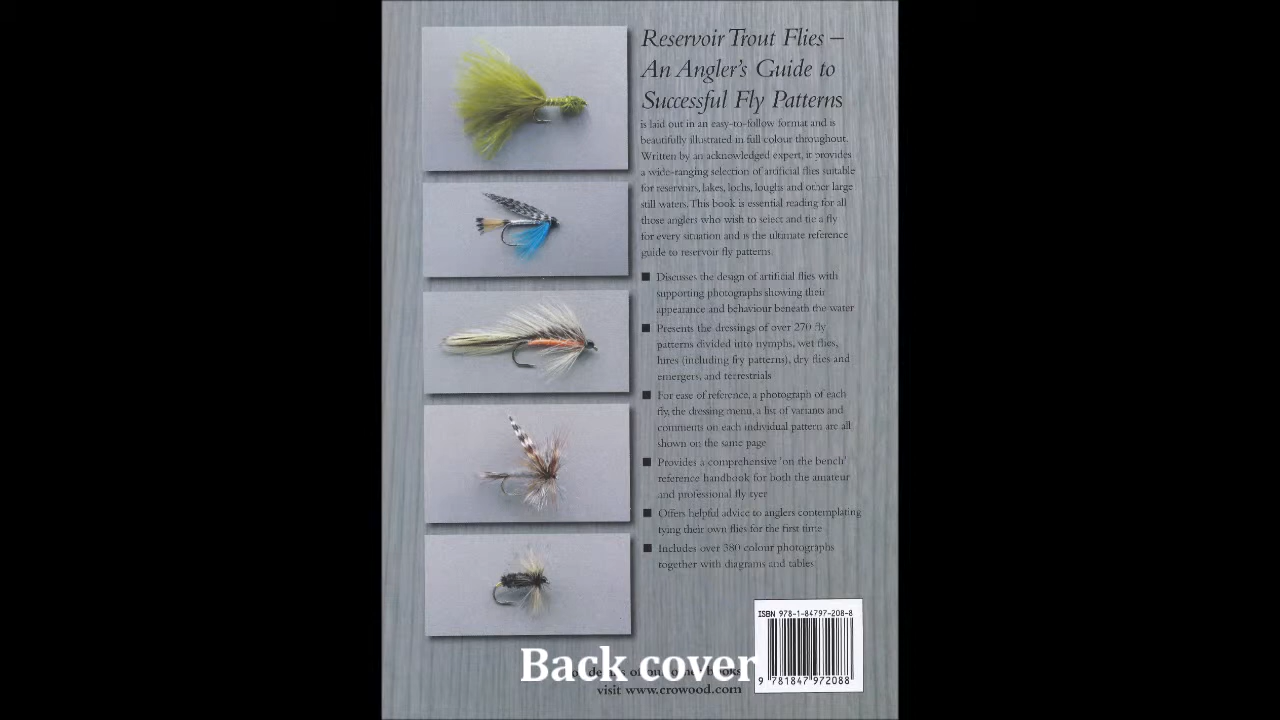 Reservoir Trout Flies –
An Angler's Guide to
Successful Fly Patterns
is laid out in an easy-to-follow format and is
beautifully illustrated in full colour throughout.
Written by an acknowledged expert, it provides
a wide-ranging selection of artificial flies suitable
for reservoirs, lakes, lochs, loughs and other large
still waters. This book is essential reading for all
those anglers who wish to select and tie a fly
for every situation and is the ultimate reference
guide to reservoir fly patterns.
■ Discusses the design of artificial flies with
supporting photographs showing their
appearance and behaviour beneath the water
■ Presents the dressings of over 270 fly
patterns divided into nymphs, wet flies,
lures (including fry patterns), dry flies and
emergers, and terrestrials
■ For ease of reference, a photograph of each
fly, the dressing menu, a list of variants and
comments on each individual pattern are all
shown on the same page
■ Provides a comprehensive 'on the bench'
reference handbook for both the amateur
and professional fly tyer
■ Offers helpful advice to anglers contemplating
tying their own flies for the first time
■ Includes over 380 colour photographs
together with diagrams and tables
ISBN 978-1-84797-208-8
9 781847 972088
Back cover
visit www.crowood.com